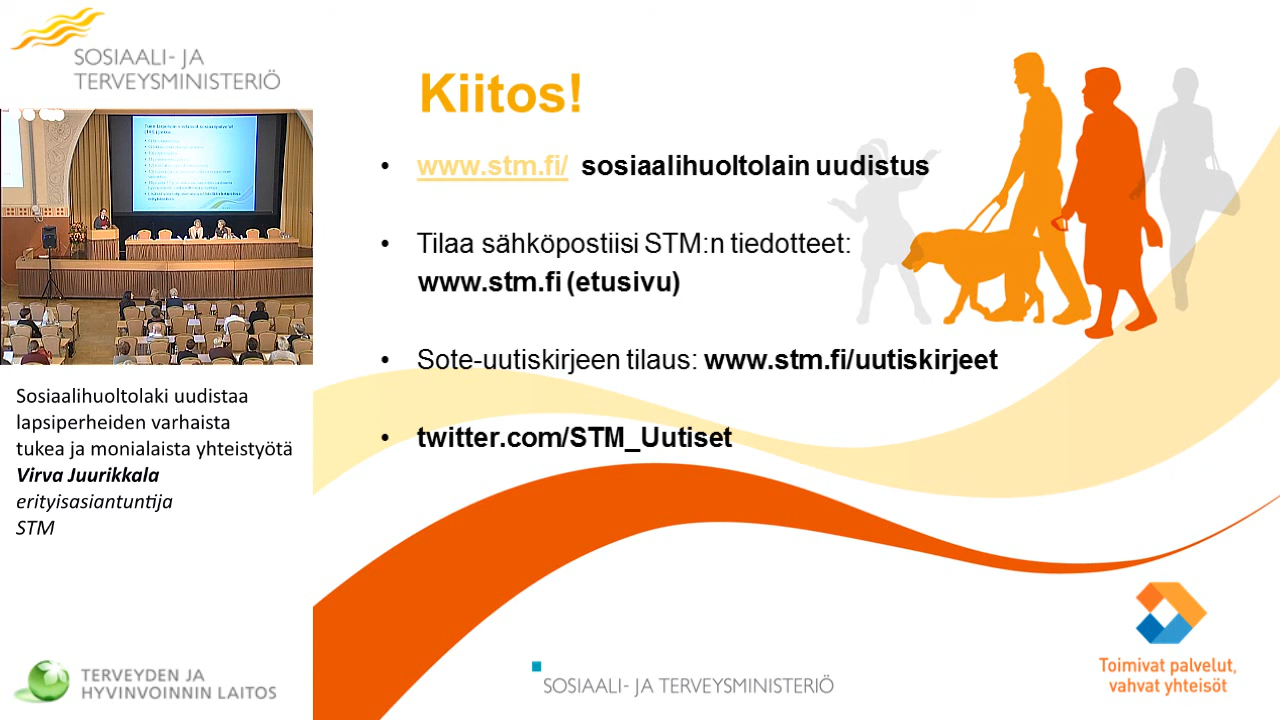 SOSIAALI- JA
TERVEYSMINISTERIÖ
Sosiaalihuoltolaki uudistaa
lapsiperheiden varhaista
tukea ja monialaista yhteistyötä
Virva Juurikkala
erityisasiantuntija
STM
TERVEYDEN JA
HYVINVOINNIN LAITOS
Kiitos!
• www.stm.fi/ sosiaalihuoltolain uudistus
• Tilaa sähköpostiisi STM:n tiedotteet:
www.stm.fi (etusivu)
• Sote-uutiskirjeen tilaus: www.stm.fi/uutiskirjeet
• twitter.com/STM_Uutiset
SOSIAALI- JA TERVEYSMINISTERIÖ
Toimivat palvelut,
vahvat yhteisöt